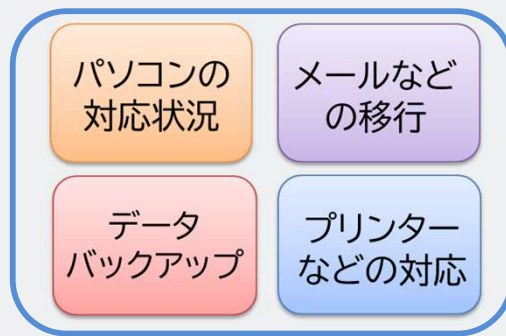 パソコンの
対応状況
メールなど
の移行
データ
バックアップ
プリンター
などの対応